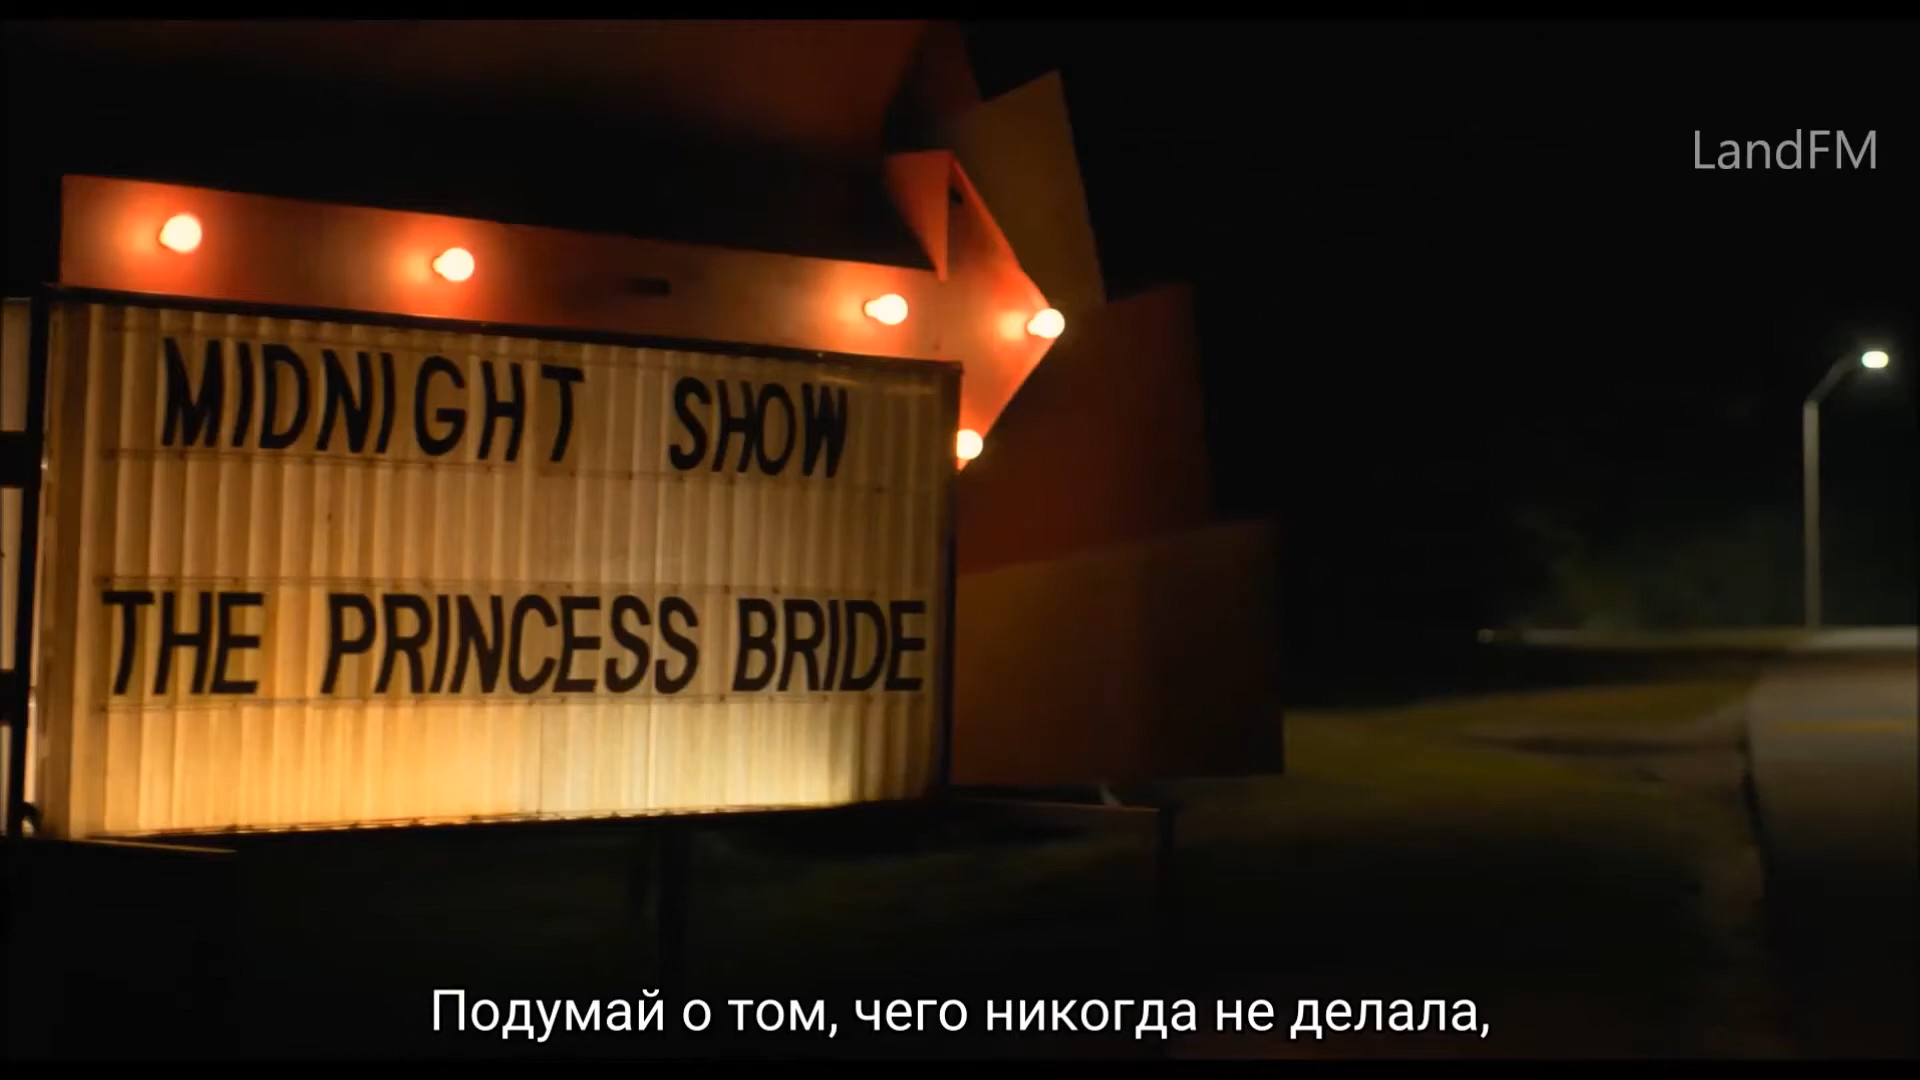 LandFM
MIDNIGHT SHOW
THE PRINCESS BRIDE
Подумай о том, чего никогда не делала,